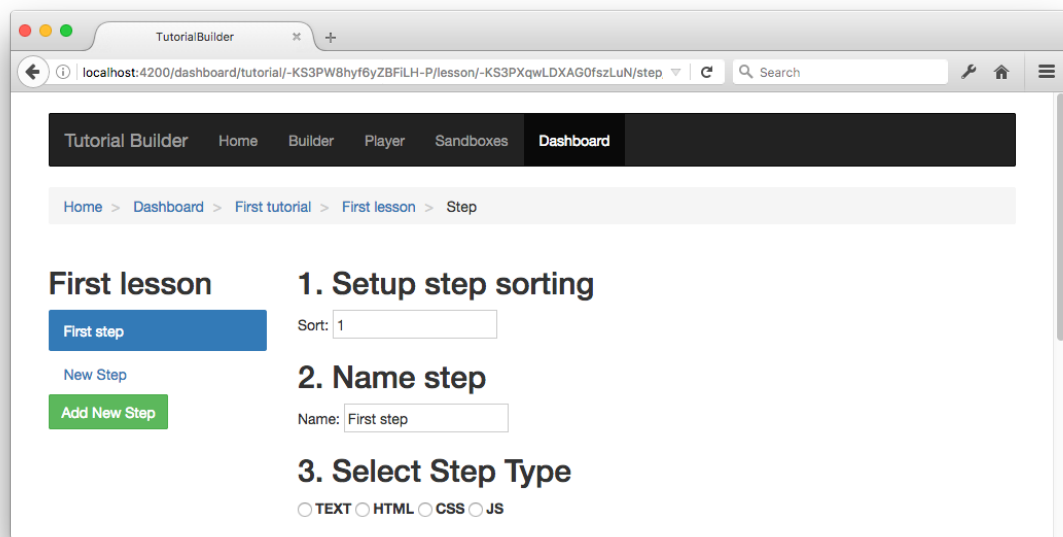 TutorialBuilder
localhost:4200/dashboard/tutorial/-KS3PW8hyf6yZBFiLH-P/lesson/-KS3PXqwLDXAG0fszLuN/step
Search
Tutorial Builder Home Builder Player Sandboxes Dashboard
Home > Dashboard > First tutorial > First lesson > Step
First lesson
First step
New Step
Add New Step
1. Setup step sorting
Sort: 1
2. Name step
Name: First step
3. Select Step Type
TEXT HTML CSS JS